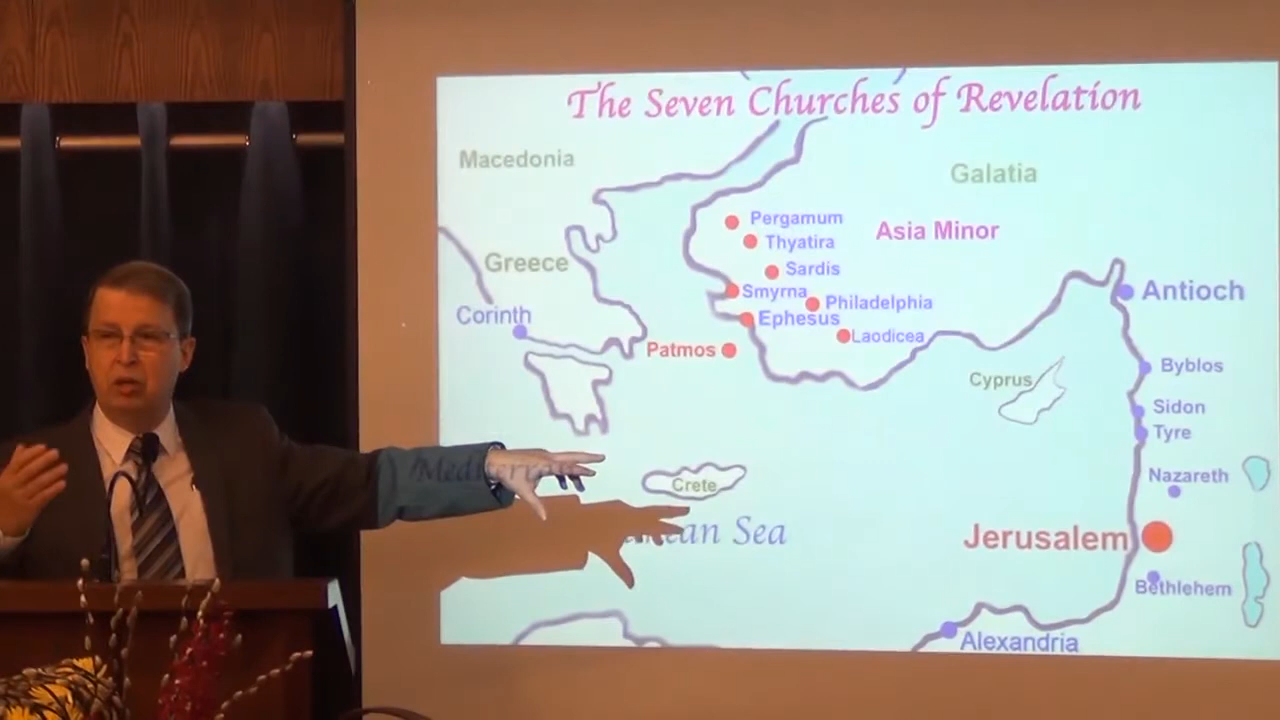 The Seven Churches of Revelation
Macedonia
Galatia
Pergamum
Asia Minor
Thyatira
Greece
Sardis
Smyrna
Antioch
Philadelphia
Corinth
Ephesus
Laodicea
Patmos
Byblos
Cyprus
Sidon
Tyre
Nazareth
Crete
Sea
Jerusalem
Bethlehem
Alexandria